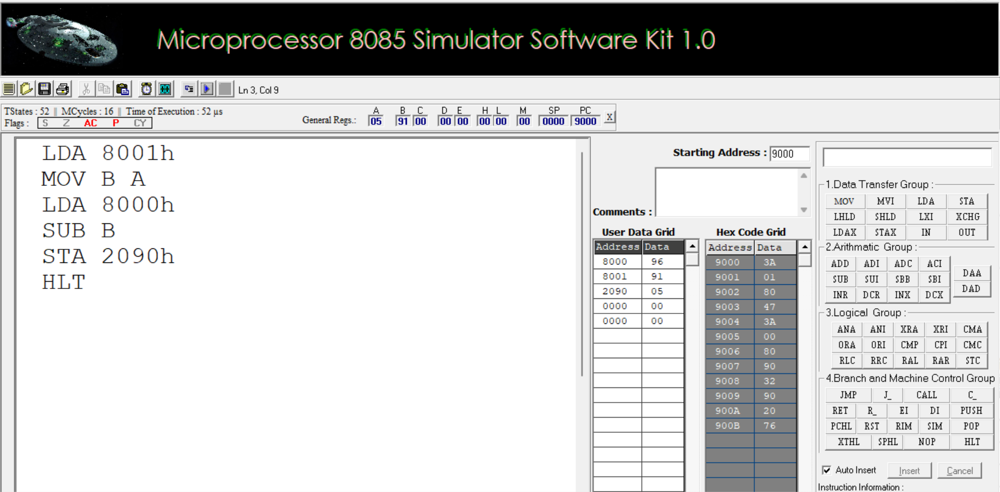 Microprocessor 8085 Simulator Software Kit 1.0
Ln 3, Col 9
TStates : 52 || MCycles : 16 || Time of Execution : 52 µs
Flags : S Z AC P CY
General Regs.:
A B C D E H L M SP PC
05 91 00 00 00 00 00 00 0000 9000 X
LDA 8001h
MOV B A
LDA 8000h
SUB B
STA 2090h
HLT
Starting Address : 9000
Comments :
User Data Grid
Address Data
8000 96
8001 91
2090 05
0000 00
0000 00
Hex Code Grid
Address Data
9000 3A
9001 01
9002 80
9003 47
9004 3A
9005 00
9006 80
9007 90
9008 32
9009 90
900A 20
900B 76
1.Data Transfer Group :
MOV MVI LDA STA
LHLD SHLD LXI XCHG
LDAX STAX IN OUT
2.Arithmatic Group :
ADD ADI ADC ACI
SUB SUI SBB SBI
INR DCR INX DCX
DAA
DAD
3.Logical Group :
ANA ANI XRA XRI CMA
ORA ORI CMP CPI CMC
RLC RRC RAL RAR STC
4.Branch and Machine Control Group
JMP J_ CALL C_
RET R_ EI DI PUSH
PCHL RST RIM SIM POP
XTHL SPHL NOP HLT
Auto Insert Insert Cancel
Instruction Information :